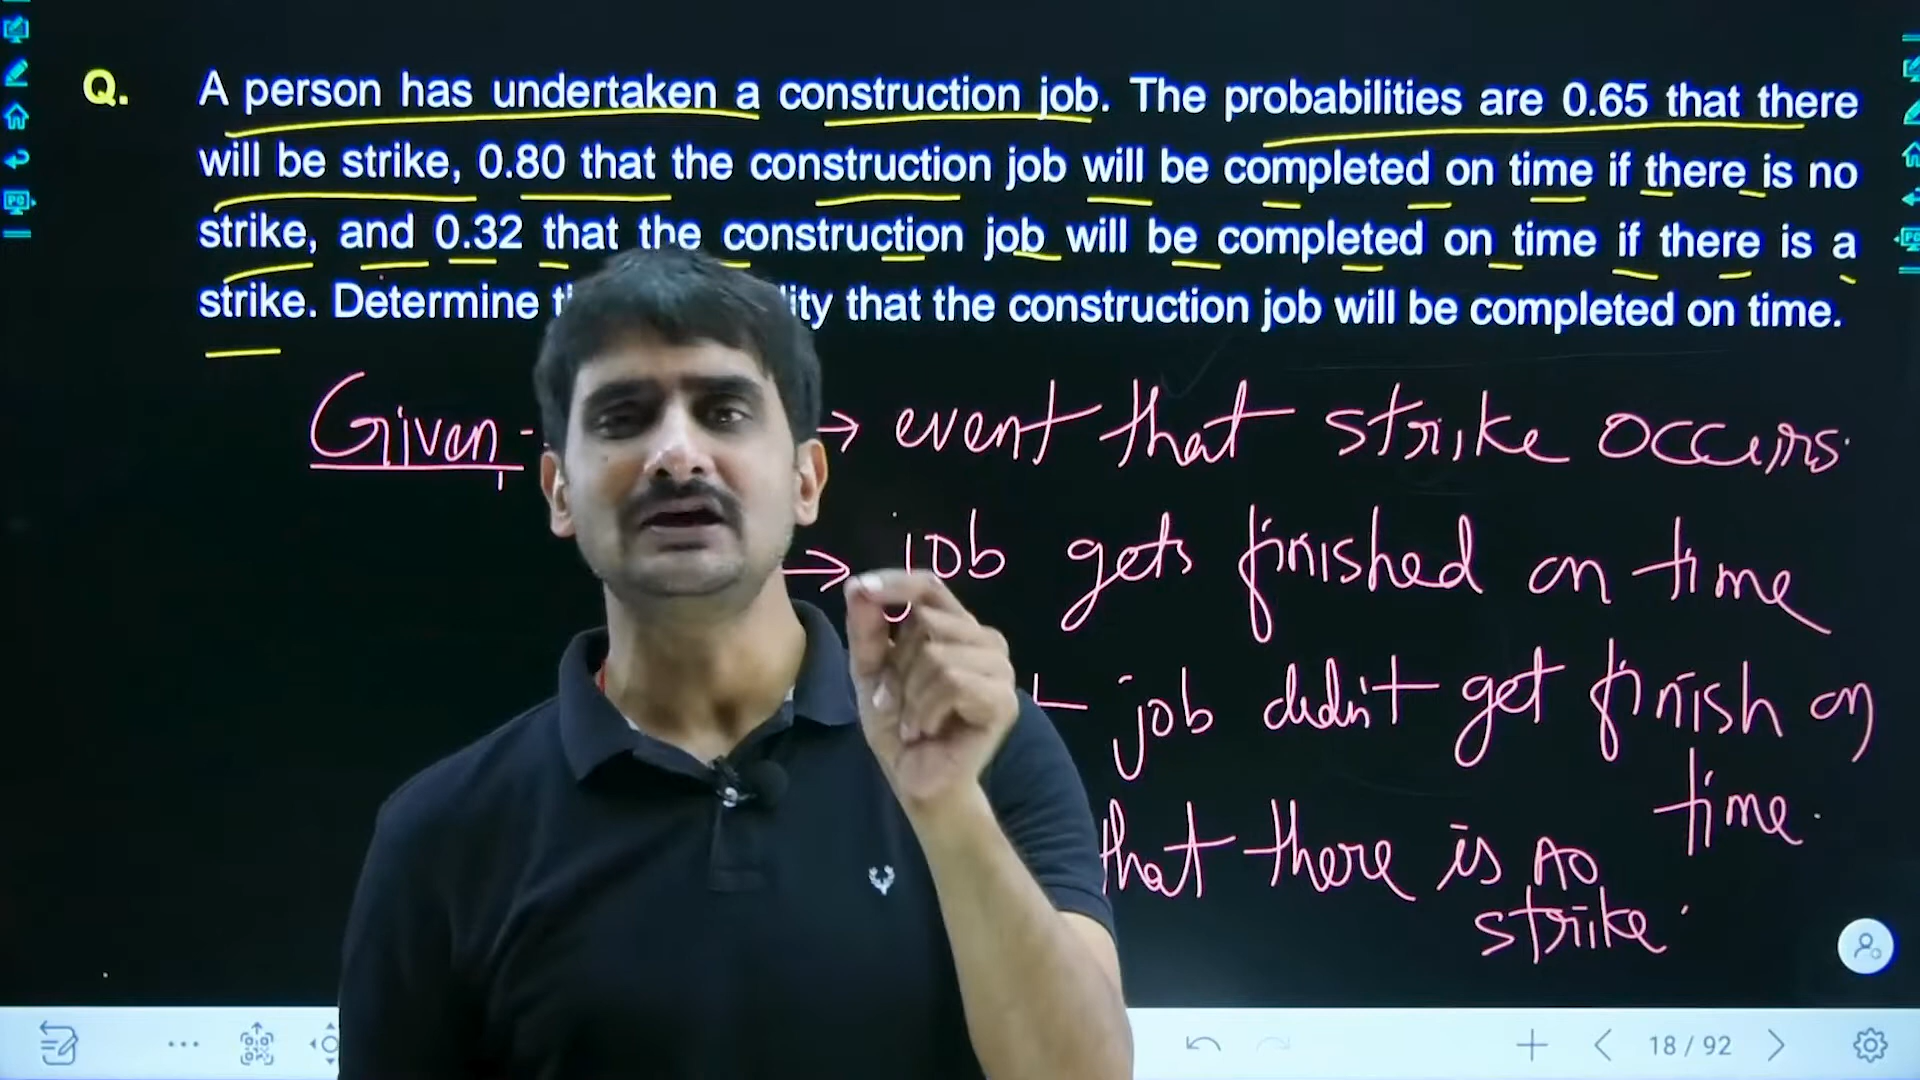 Q. A person has undertaken a construction job. The probabilities are 0.65 that there
will be strike, 0.80 that the construction job will be completed on time if there is no
strike, and 0.32 that the construction job will be completed on time if there is a
strike. Determine lity that the construction job will be completed on time.
Given - → event that strike occurs.
→ job gets finished on time
job didn't get finish on
time.
that there is no
strike.
18 / 92